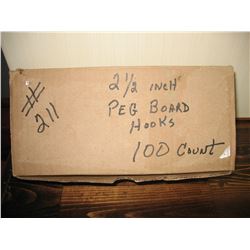 # 211
2 1/2 INCH
PEG BOARD
HOOKS
100 COUNT